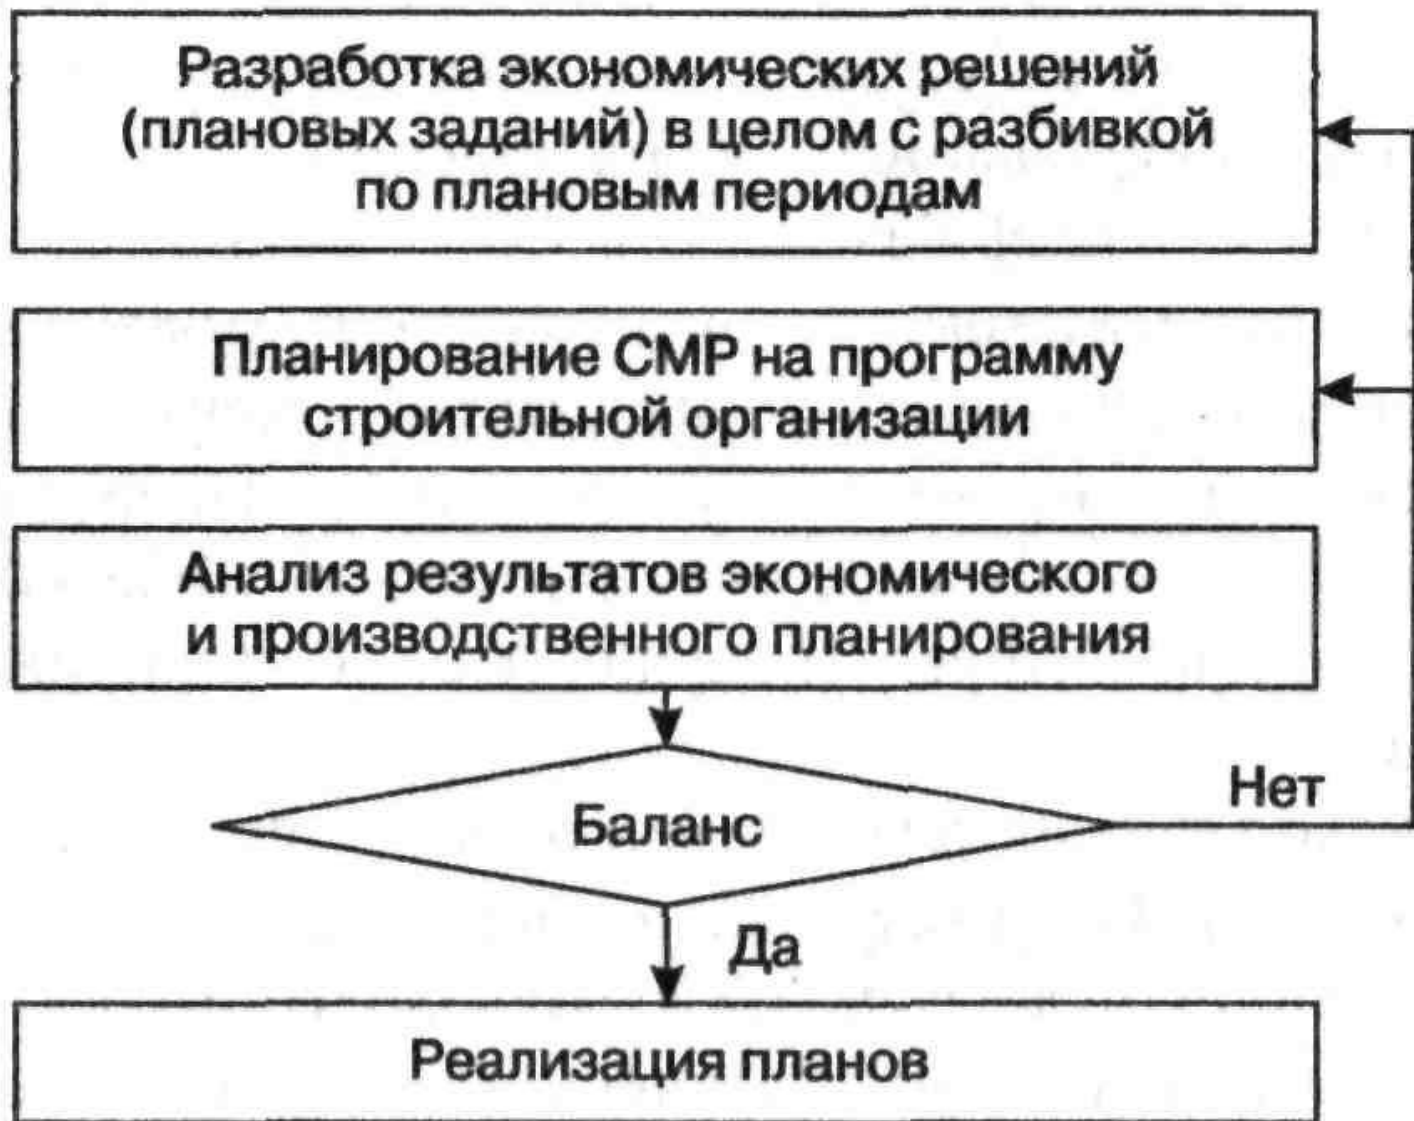 Разработка экономических решений
(плановых заданий) в целом с разбивкой
по плановым периодам
Планирование СМР на программу
строительной организации
Анализ результатов экономического
и производственного планирования
Баланс
Нет
Да
Реализация планов